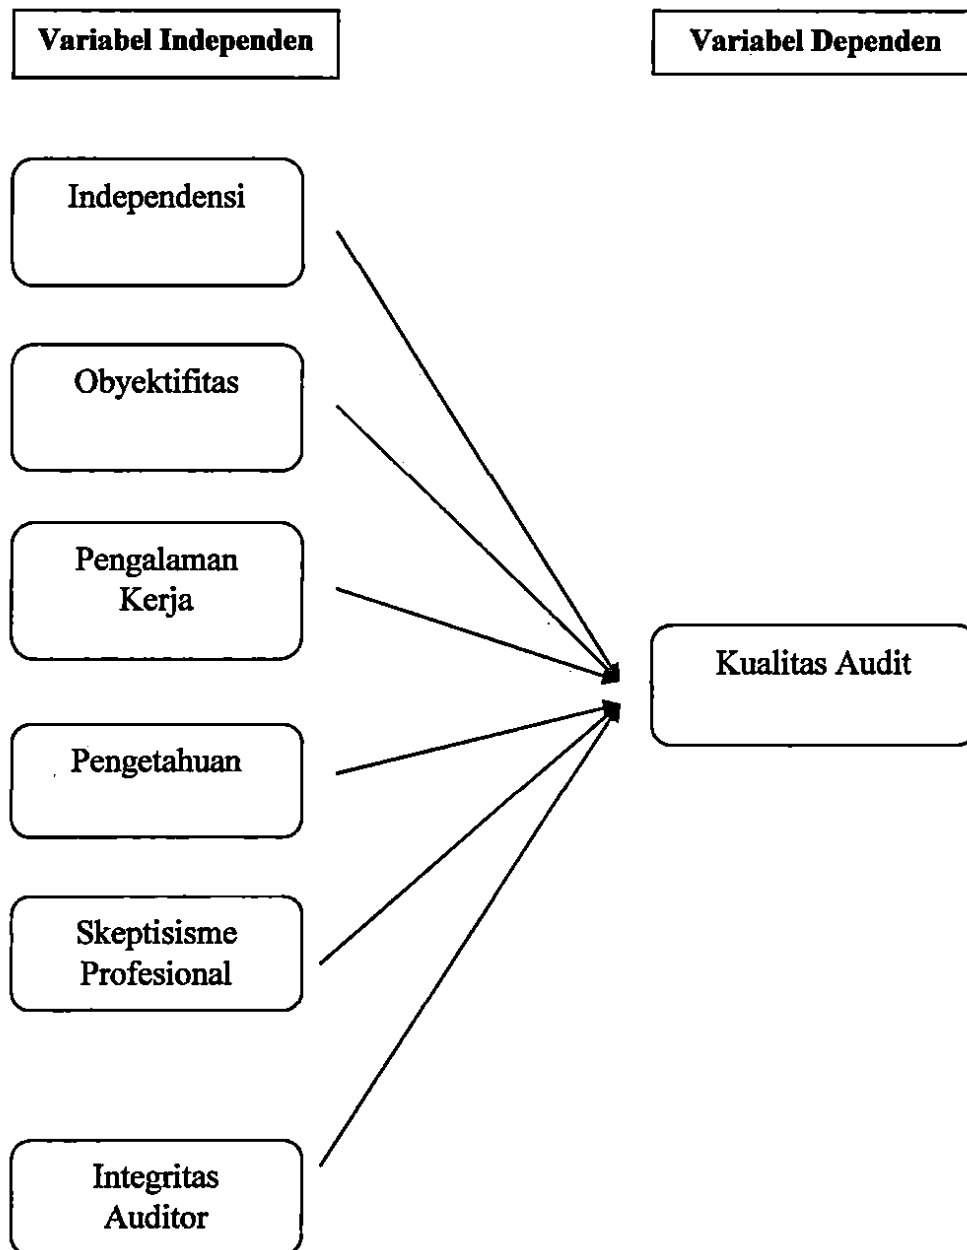 Variabel Independen
Variabel Dependen
Independensi
Obyektifitas
Pengalaman
Kerja
Pengetahuan
Skeptisisme
Profesional
Integritas
Auditor
Kualitas Audit